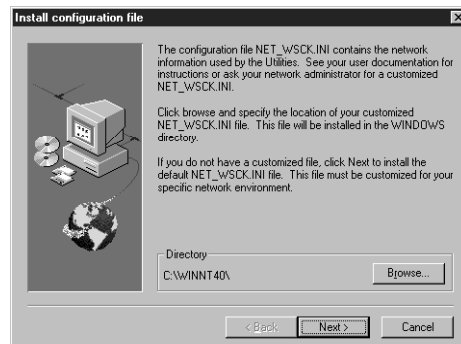 Install configuration file
The configuration file NET_WSCK.INI contains the network
information used by the Utilities. See your user documentation for
instructions or ask your network administrator for a customized
NET_WSCK.INI.
Click browse and specify the location of your customized
NET_WSCK.INI file. This file will be installed in the WINDOWS
directory.
If you do not have a customized file, click Next to install the
default NET_WSCK.INI file. This file must be customized for your
specific network environment.
Directory
C:\WINNT40\
Browse...
< Back
Next >
Cancel